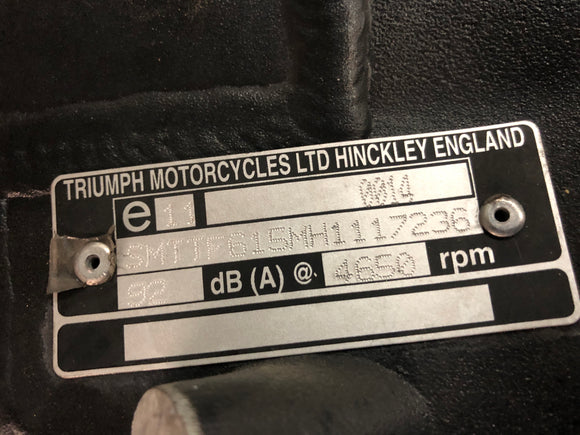 TRIUMPH MOTORCYCLES LTD HINCKLEY ENGLAND
e 11 0014
SMTTF615MH1117236
92 dB (A) @ 4650 rpm